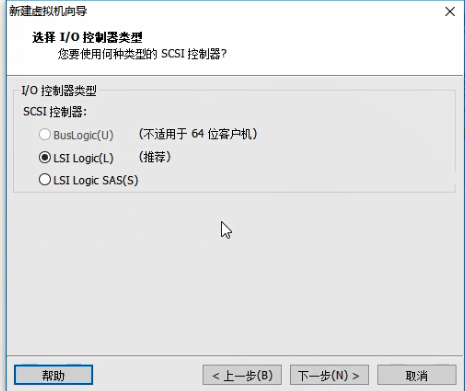 新建虚拟机向导
选择 I/O 控制器类型
您要使用何种类型的 SCSI 控制器?
I/O 控制器类型
SCSI 控制器:
BusLogic(U) (不适用于 64 位客户机)
LSI Logic(L) (推荐)
LSI Logic SAS(S)
帮助 < 上一步(B) 下一步(N) > 取消